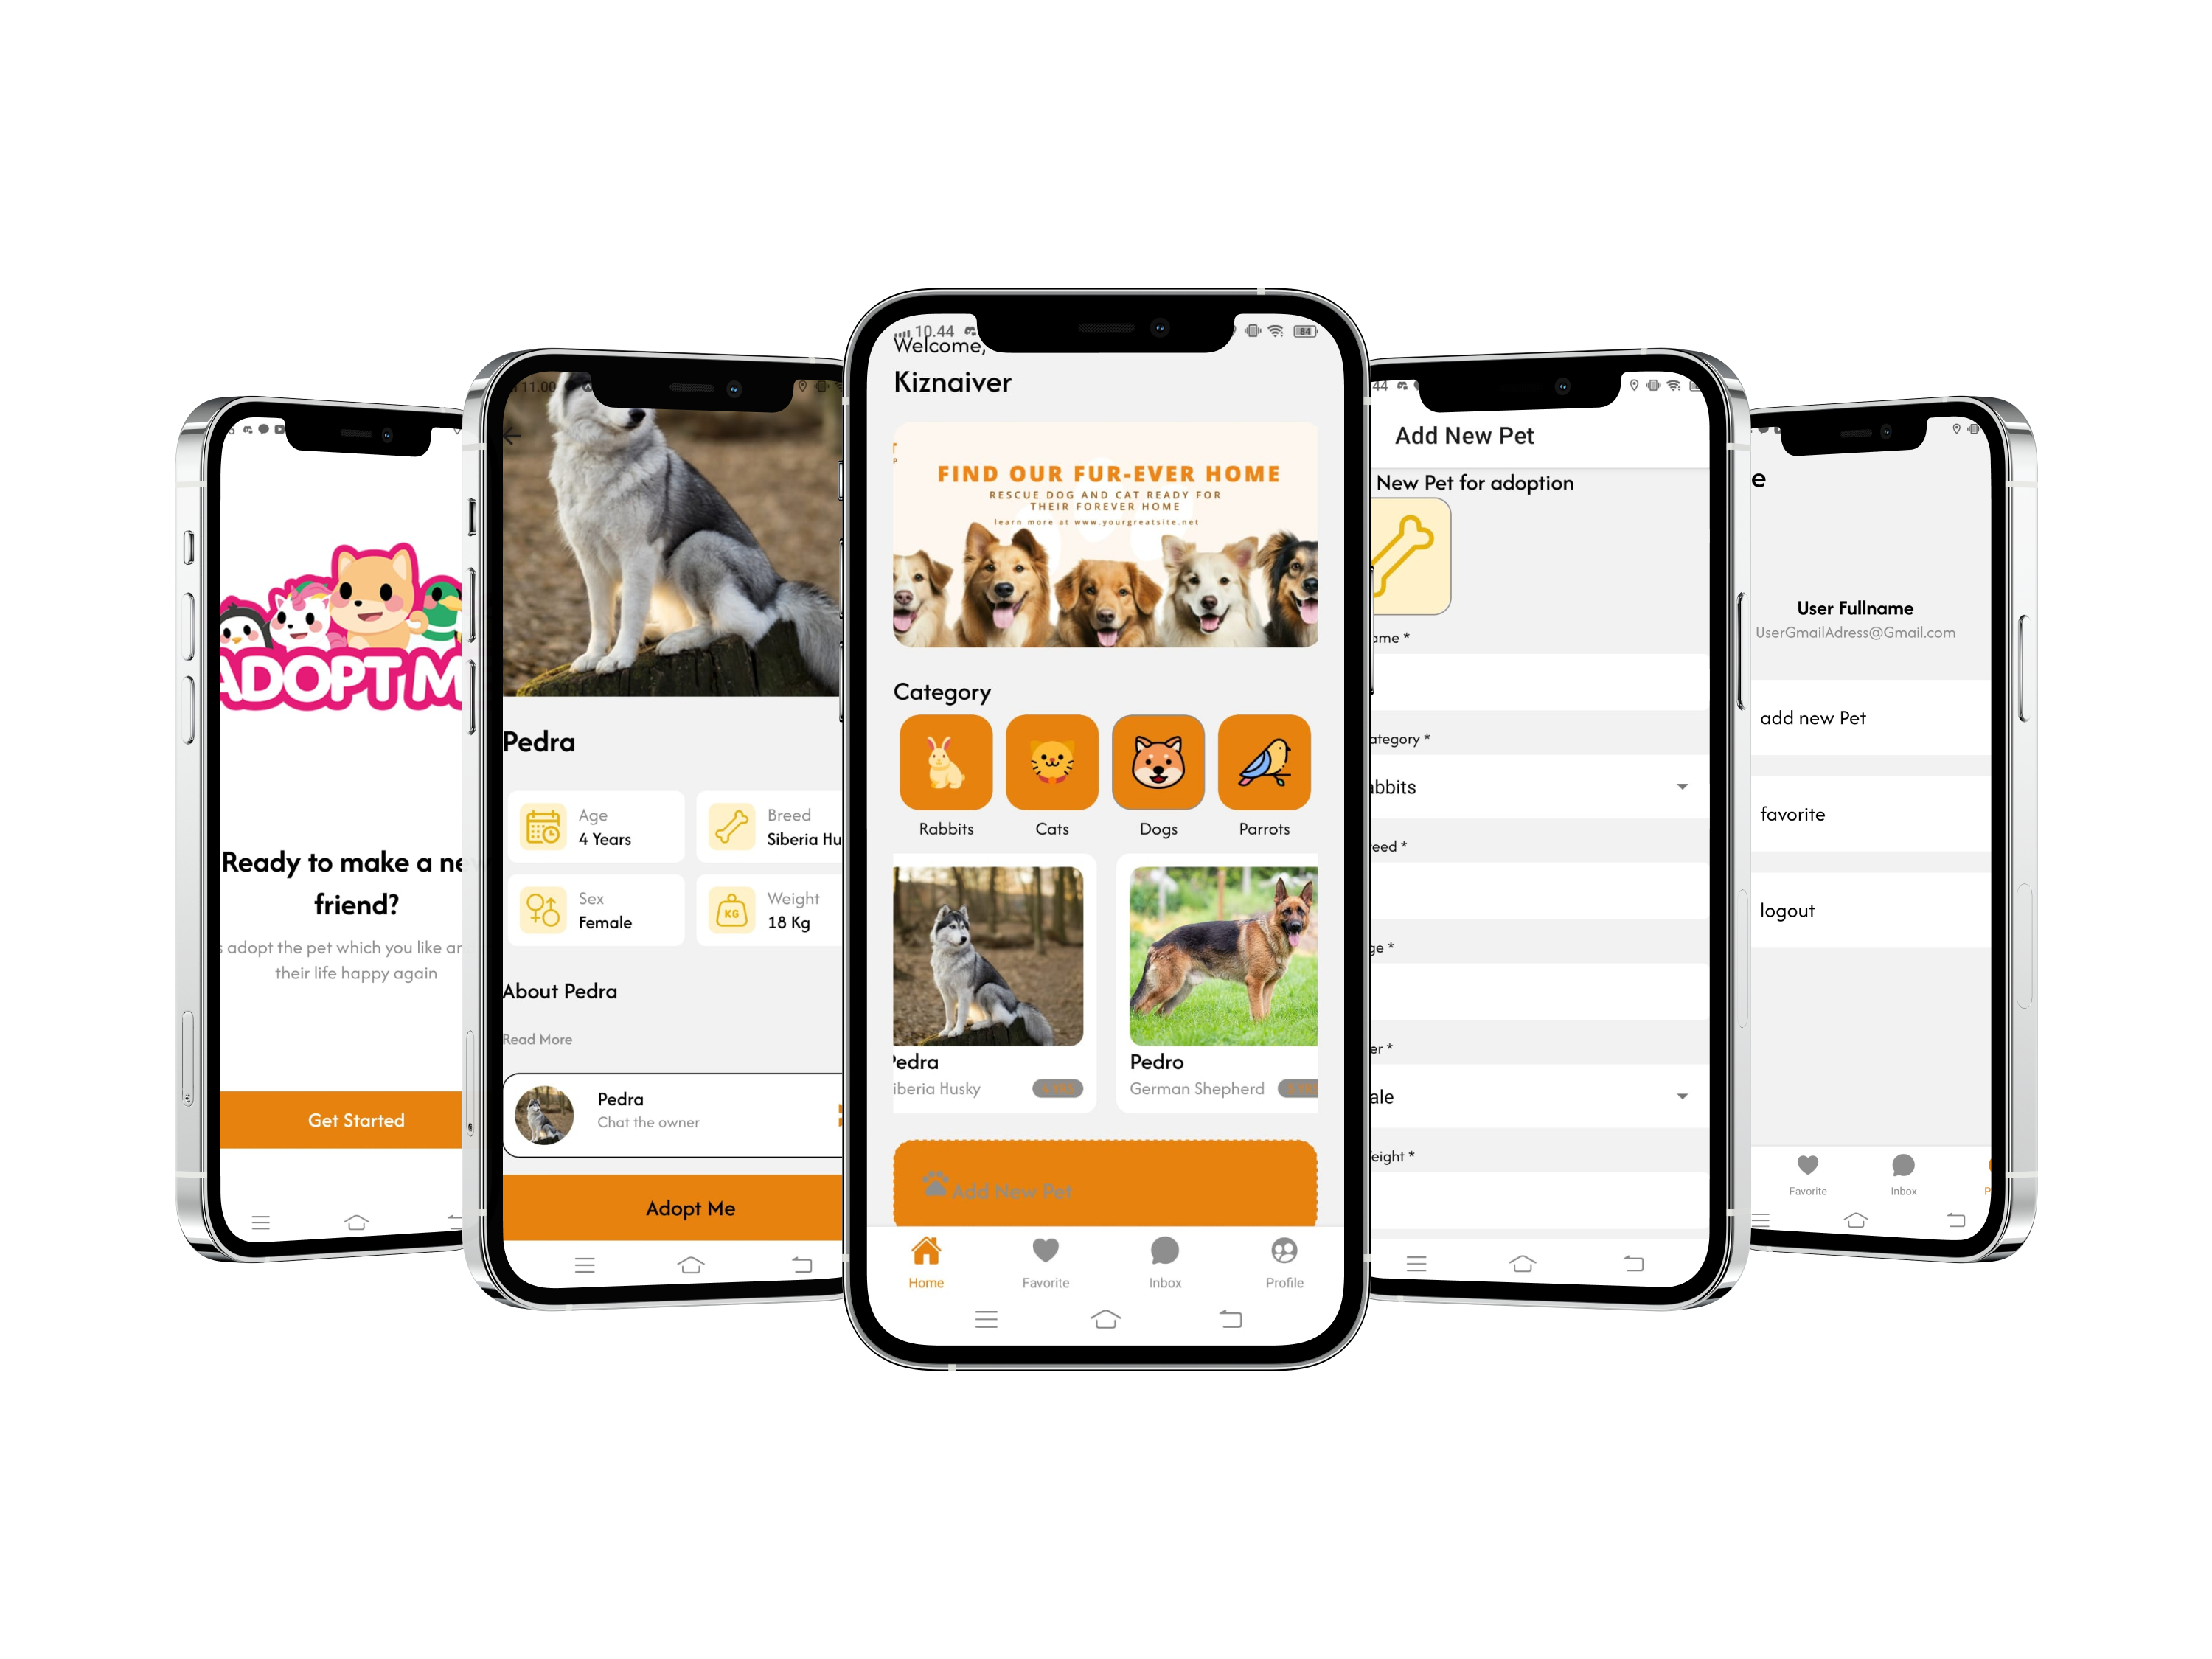 ADOPT M
Ready to make a ne
friend?
adopt the pet which you like
their life happy again
Get Started
11.00
Pedra
Age
4 Years
Breed
Siberia Hu
Sex
Female
Weight
KG
18 Kg
About Pedra
Read More
Pedra
Chat the owner
Adopt Me
10.44
84
Welcome,
Kiznaiver
FIND OUR FUR-EVER HOME
RESCUE DOG AND CAT READY FOR
THEIR FOREVER HOME
learn more at www.yourgreatsite.net
Category
Rabbits
Cats
Dogs
Parrots
Pedra
iberia Husky
Pedro
German Shepherd
Add New Pet
Home
Favorite
Inbox
Profile
44
Add New Pet
New Pet for adoption
ame *
ategory *
abbits
reed *
ge *
er *
ale
eight *
e
User Fullname
UserGmailAdress@Gmail.com
add new Pet
favorite
logout
Favorite
Inbox
P